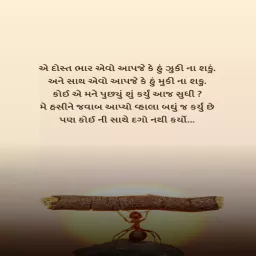 એ દોસ્ત ભાર એવો આપજે કે હું ઝુકી ના શકું.
અને સાથ એવો આપજે કે હું મુકી ના શકુ.
કોઈ એ મને પુછ્યું શું કર્યું આજ સુધી ?
મે હસીને જવાબ આપ્યો વ્હાલા બધું જ કર્યુ છે
પણ કોઈ ની સાથે દગો નથી કર્યો...